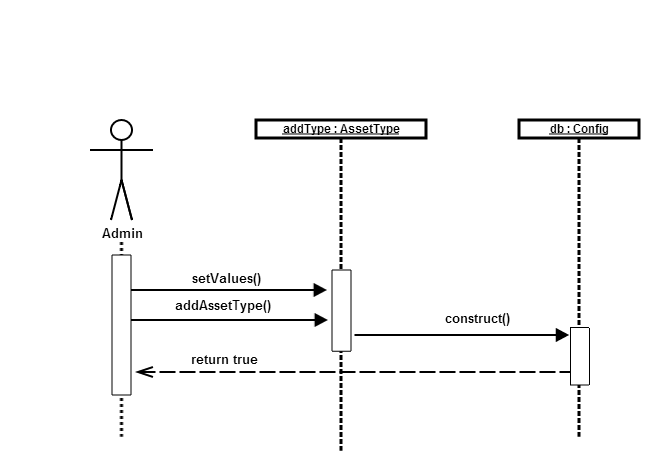 addType : AssetType
db : Config
Admin
setValues()
addAssetType()
construct()
return true